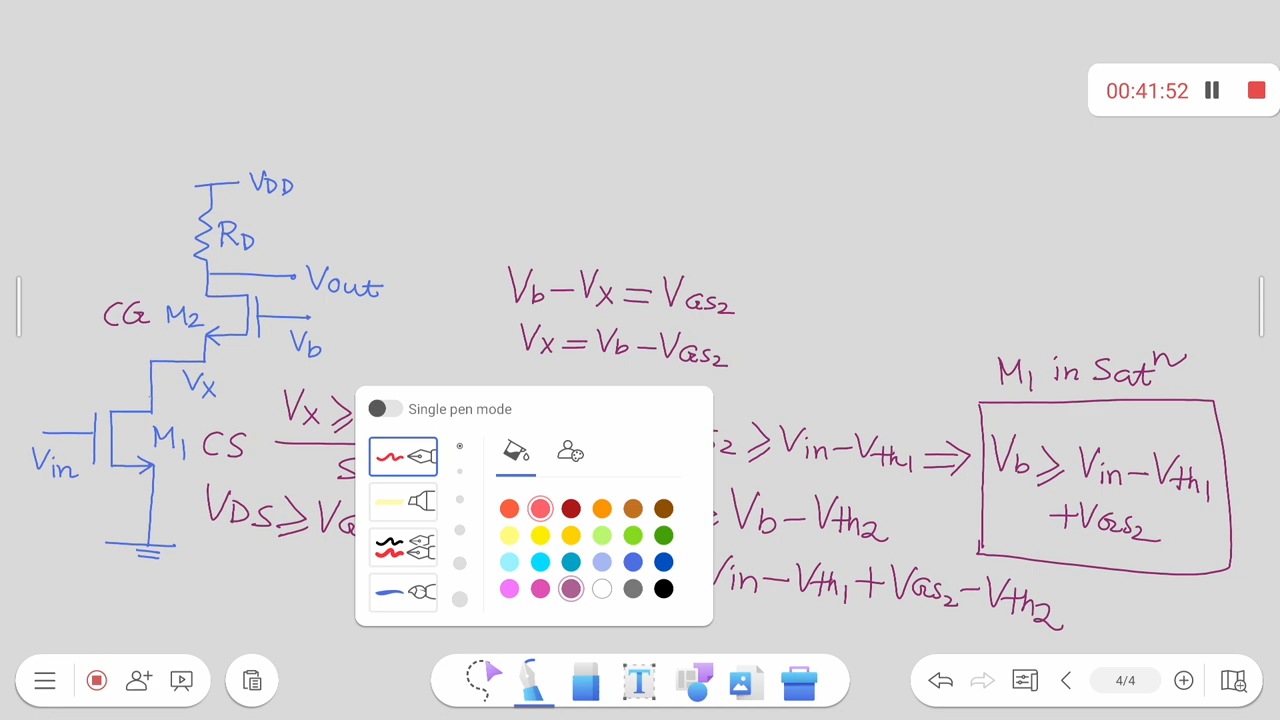 00:41:52
VDD
RD
Vout
CG M2
Vb
Vx
Vin
M1 CS
Vb-Vx=VGS2
Vx=Vb-VGS2
Vx⩾
VDS⩾VG
Single pen mode
⩾Vin-Vth1⇒
Vb-Vth2
Vin-Vth1+VGS2-Vth2
M1 in Satⁿ
Vb⩾Vin-Vth1
+VGS2
T
4/4